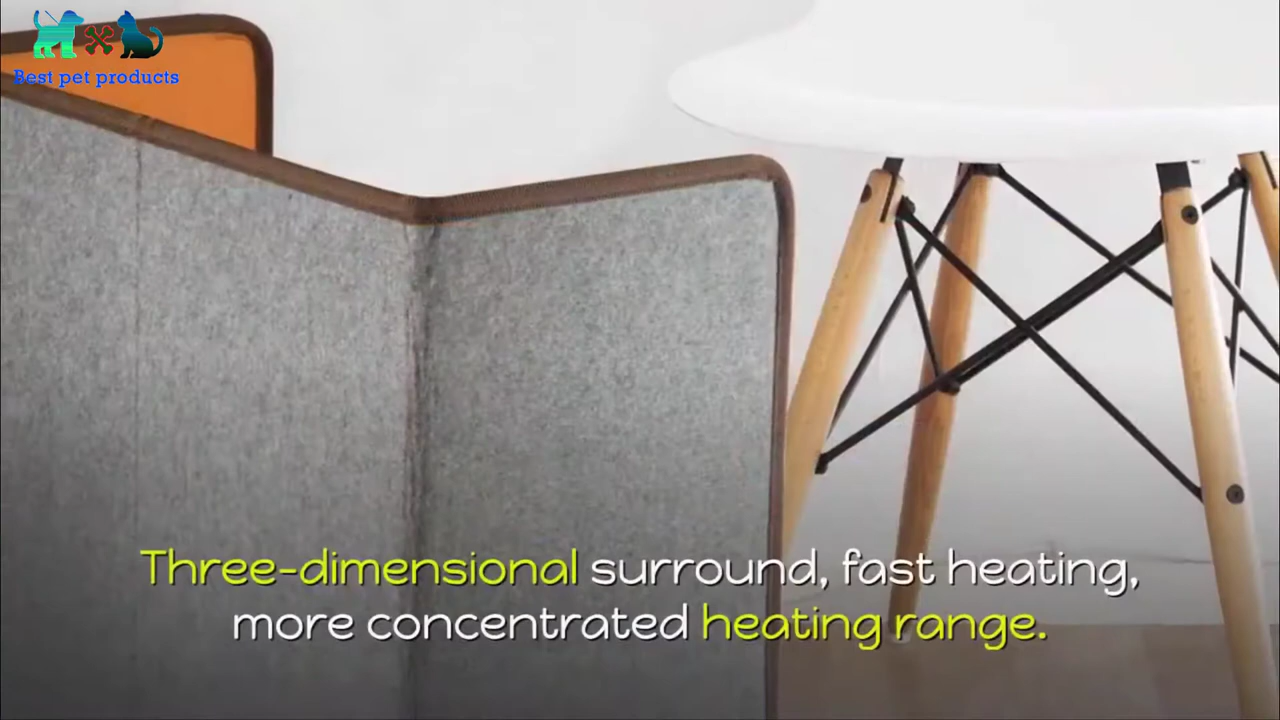 Best pet products
Three-dimensional surround, fast heating,
more concentrated heating range.